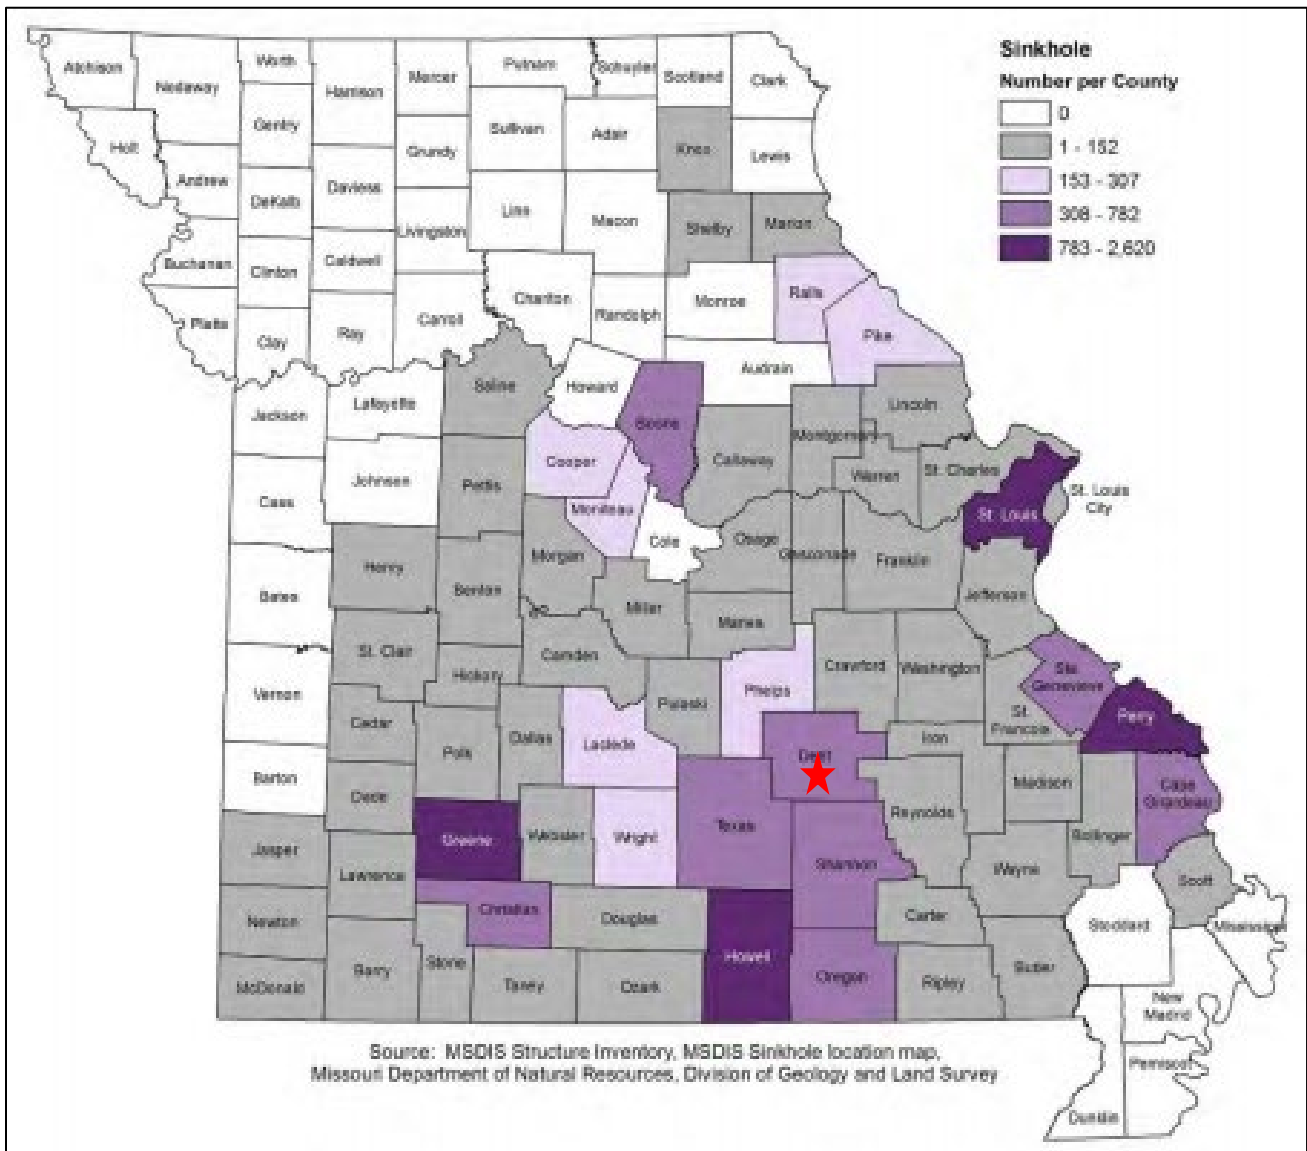 Sinkhole
Number per County
0
1 - 152
153 - 307
308 - 782
783 - 2,620
Atchison
Nodaway
Worth
Harrison
Mercer
Putnam
Schuyler
Scotland
Clark
Holt
Gentry
Sullivan
Adair
Knox
Lewis
Andrew
DeKalb
Daviess
Grundy
Linn
Macon
Shelby
Marion
Buchanan
Clinton
Caldwell
Livingston
Chariton
Randolph
Monroe
Ralls
Pike
Platte
Clay
Ray
Carroll
Saline
Howard
Boone
Audrain
Jackson
Lafayette
Lincoln
Cooper
Callaway
Montgomery
Warren
St. Charles
Johnson
Pettis
Moniteau
St. Louis
St. Louis
City
Cass
Cole
Osage
Gasconade
Franklin
Henry
Morgan
Benton
Miller
Maries
Jefferson
Bates
St. Clair
Camden
Hickory
Pulaski
Phelps
Crawford
Washington
Ste.
Genevieve
Vernon
Cedar
Polk
Dallas
Laclede
Dent
Iron
St.
Francois
Perry
Barton
Dade
Greene
Webster
Wright
Texas
Reynolds
Madison
Cape
Girardeau
Bollinger
Jasper
Lawrence
Shannon
Wayne
Scott
Newton
Christian
Douglas
Howell
Carter
Stoddard
Mississippi
McDonald
Barry
Stone
Taney
Ozark
Oregon
Ripley
Butler
New
Madrid
Pemiscot
Dunklin
Source: MSDIS Structure Inventory, MSDIS Sinkhole location map,
Missouri Department of Natural Resources, Division of Geology and Land Survey